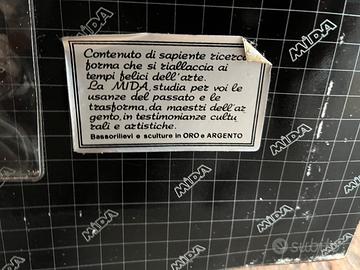 MIDA
MIDA
Contenuto di sapiente ricerca
forma che si riallaccia ai
tempi felici dell'arte.
La MIDA, studia per voi le
usanze del passato e le
trasforma, da maestri dell'ar
gento, in testimonianze cultu
rali e artistiche.
Bassorilievi e sculture in ORO e ARGENTO
MIDA
MIDA
MIDA
MIDA
MIDA
MIDA
subito